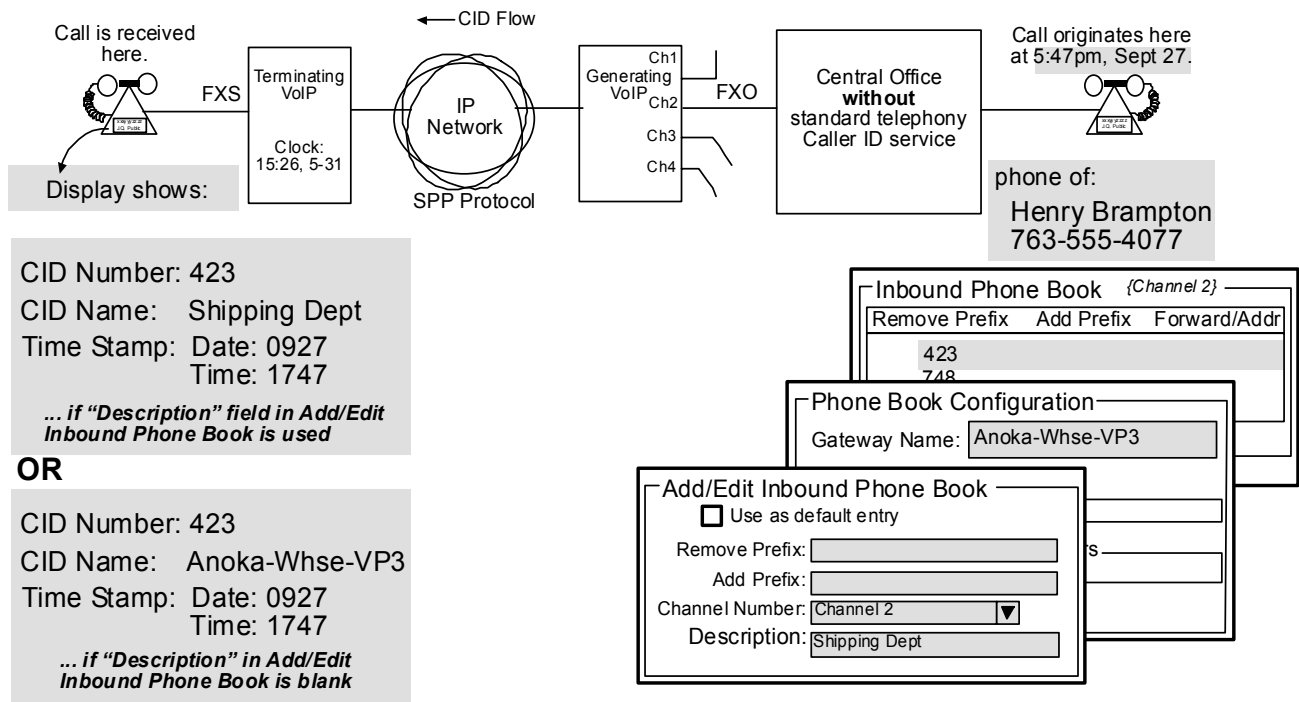 CID Flow
Call is received
here.
FXS
Terminating
VoIP
Clock:
15:26, 5-31
IP
Network
SPP Protocol
Generating
VoIP
Ch1
Ch2
Ch3
Ch4
FXO
Central Office
without
standard telephony
Caller ID service
Call originates here
at 5:47pm, Sept 27.
J.Q. Public
J.Q. Public
Display shows:
phone of:
Henry Brampton
763-555-4077
CID Number: 423
CID Name: Shipping Dept
Time Stamp: Date: 0927
Time: 1747
... if “Description” field in Add/Edit
Inbound Phone Book is used
OR
CID Number: 423
CID Name: Anoka-Whse-VP3
Time Stamp: Date: 0927
Time: 1747
... if “Description” in Add/Edit
Inbound Phone Book is blank
Inbound Phone Book {Channel 2}
Remove Prefix Add Prefix Forward/Addr
423
748
Phone Book Configuration
Gateway Name: Anoka-Whse-VP3
rs
Add/Edit Inbound Phone Book
Use as default entry
Remove Prefix:
Add Prefix:
Channel Number: Channel 2
Description: Shipping Dept